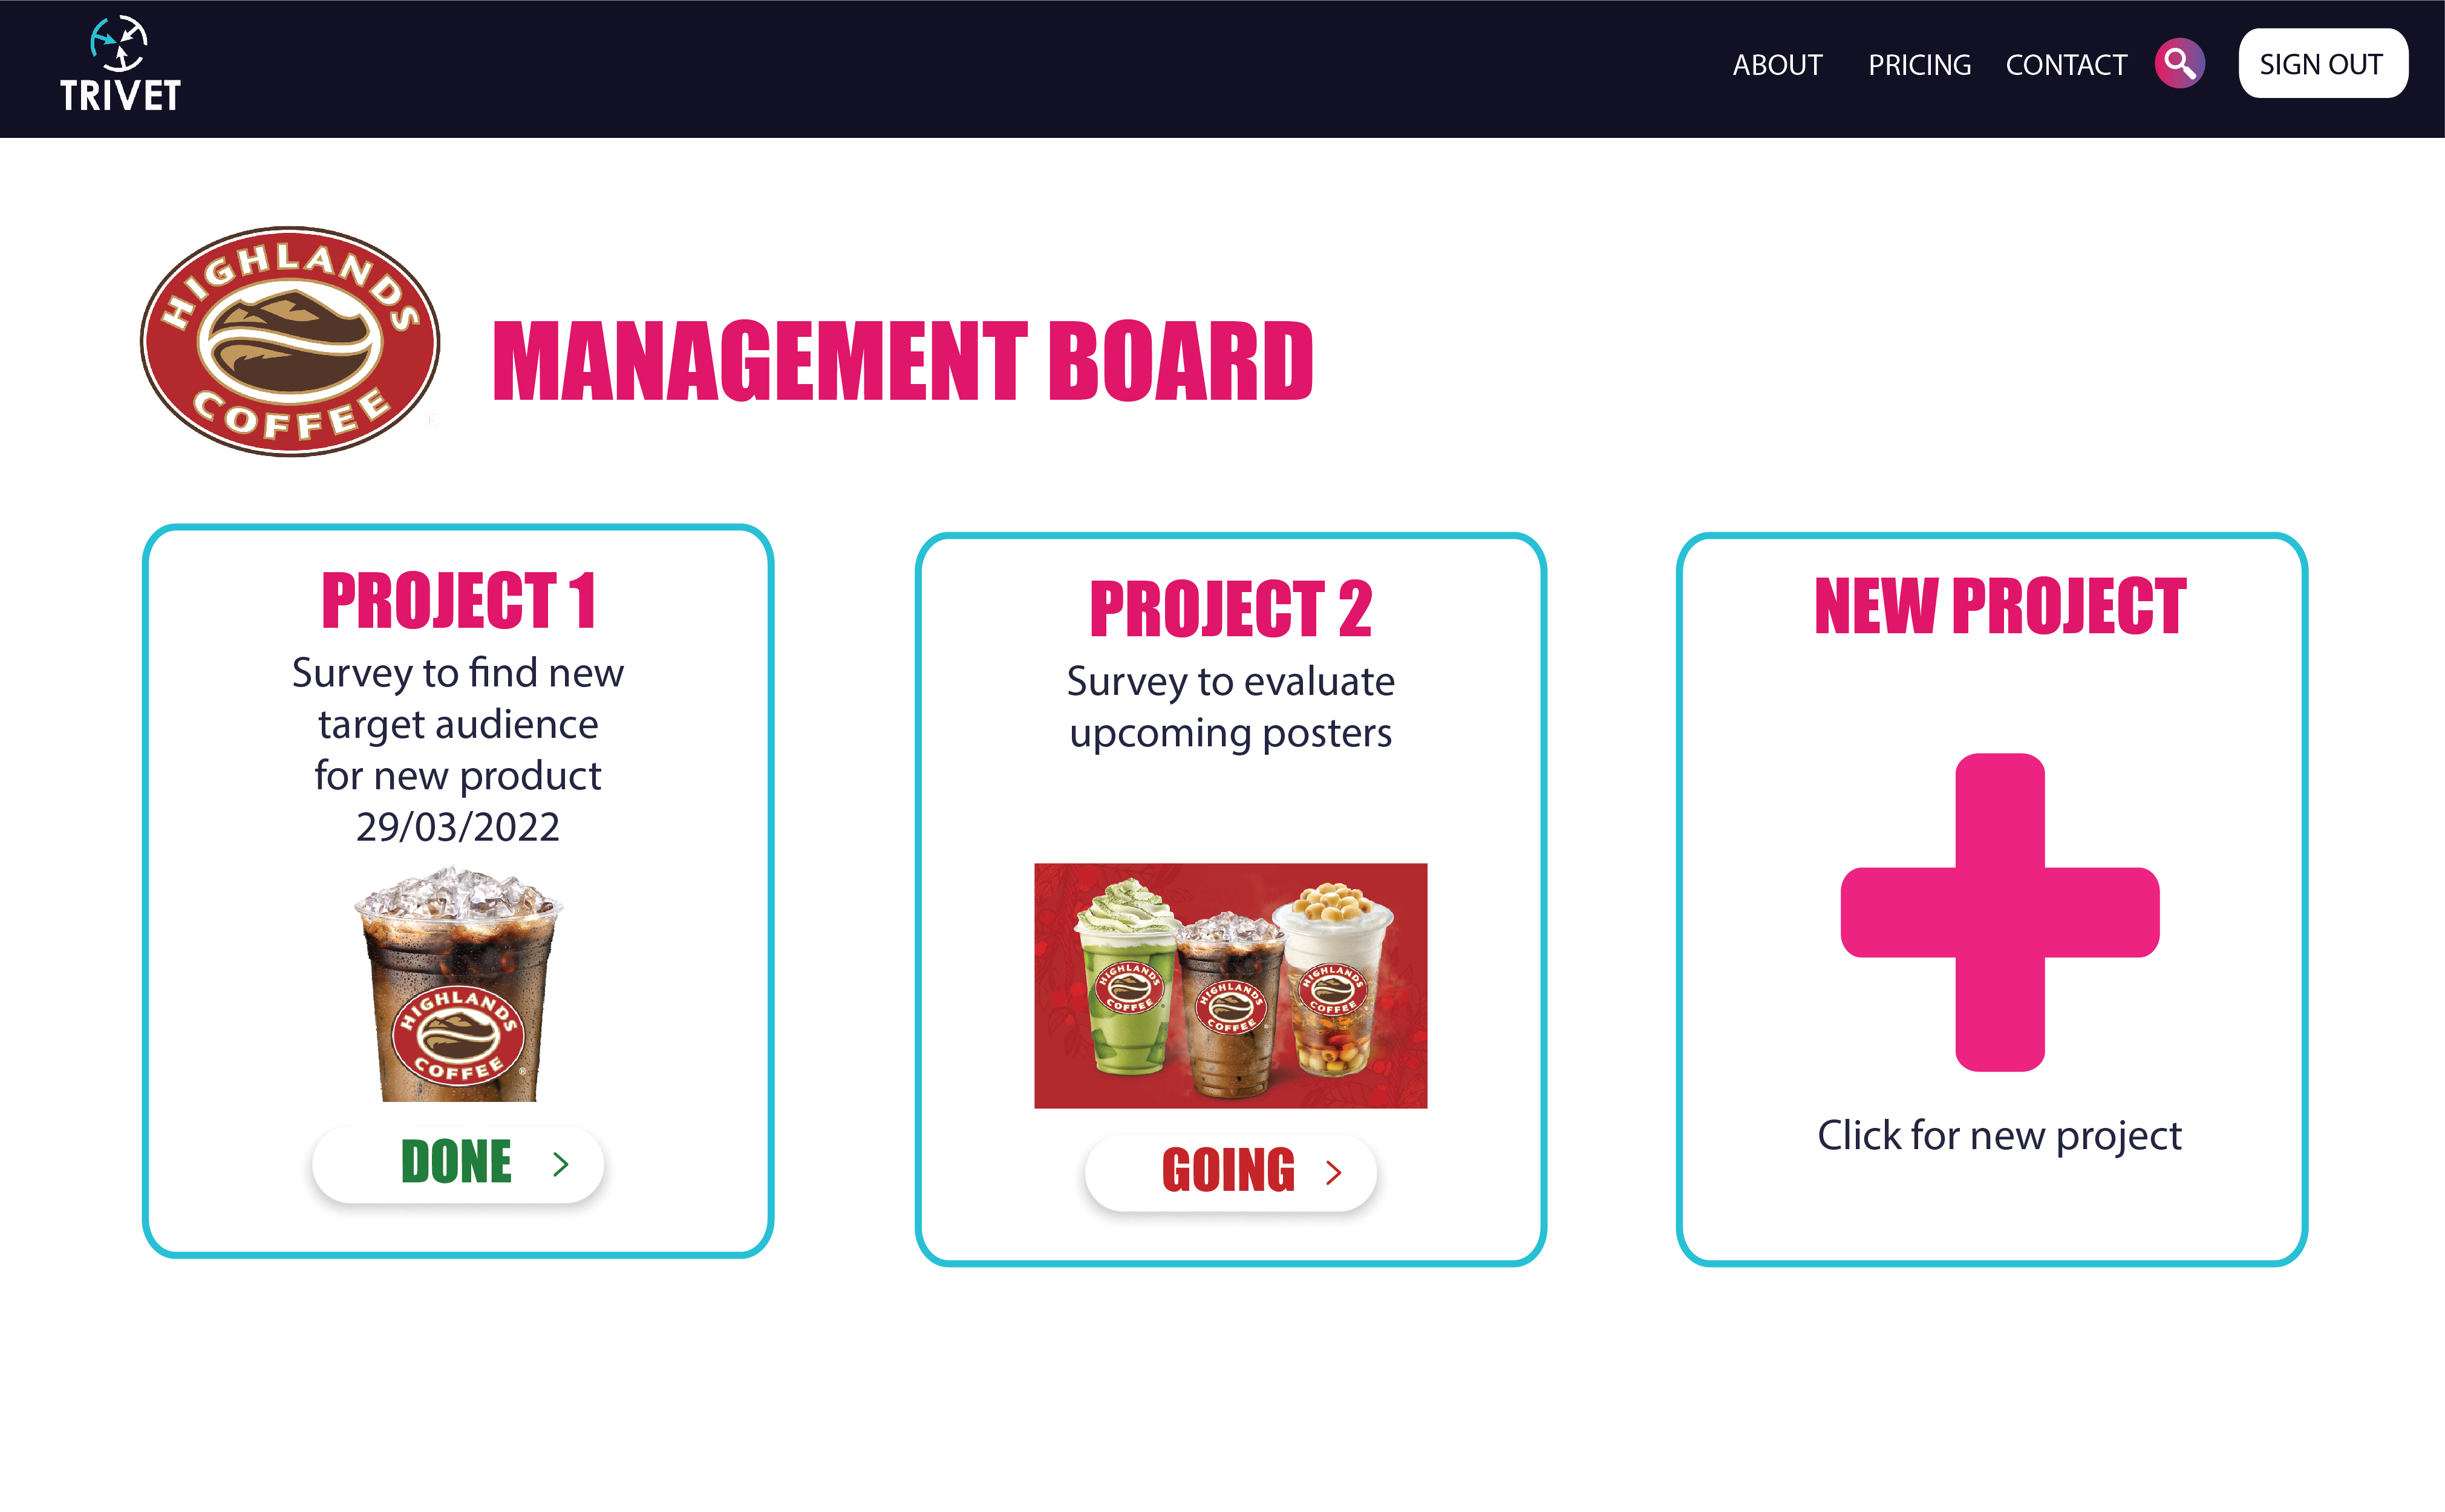 TRIVET
ABOUT PRICING CONTACT SIGN OUT
HIGHLANDS
COFFEE
MANAGEMENT BOARD
PROJECT 1
Survey to find new
target audience
for new product
29/03/2022
HIGHLANDS
COFFEE
®
DONE >
PROJECT 2
Survey to evaluate
upcoming posters
HIGHLANDS
COFFEE
HIGHLANDS
COFFEE
HIGHLANDS
COFFEE
GOING >
NEW PROJECT
Click for new project